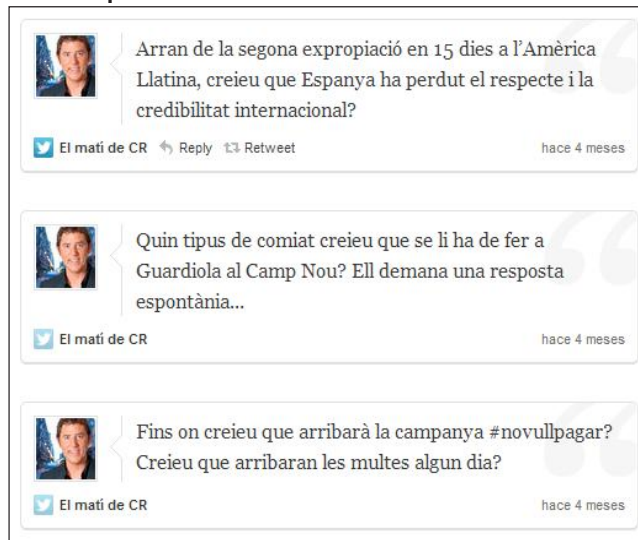 Arran de la segona expropiació en 15 dies a l'Amèrica
Llatina, creieu que Espanya ha perdut el respecte i la
credibilitat internacional?
El matí de CR Reply Retweet hace 4 meses
Quin tipus de comiat creieu que se li ha de fer a
Guardiola al Camp Nou? Ell demana una resposta
espontània...
El matí de CR hace 4 meses
Fins on creieu que arribarà la campanya #novullpagar?
Creieu que arribaran les multes algun dia?
El matí de CR hace 4 meses